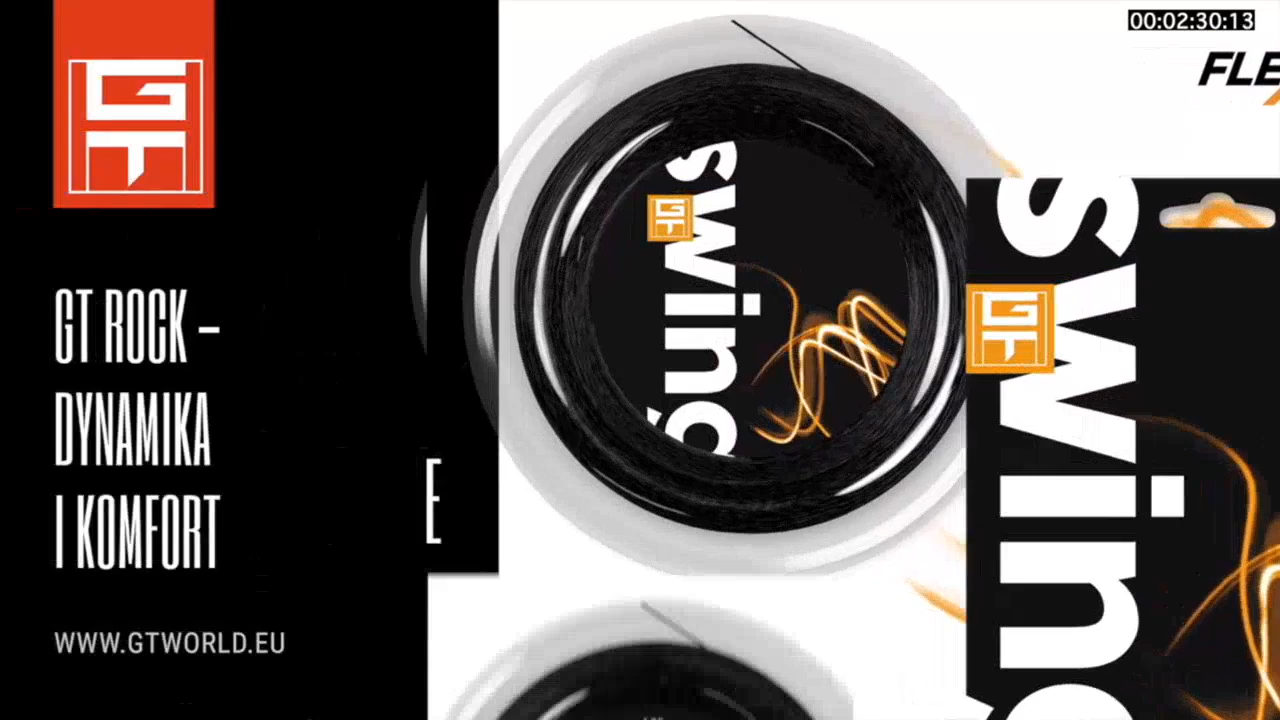 00:02:30:13
GT
FLE
swing
GT
swing
GT
GT ROCK –
DYNAMIKA
I KOMFORT
E
WWW.GTWORLD.EU